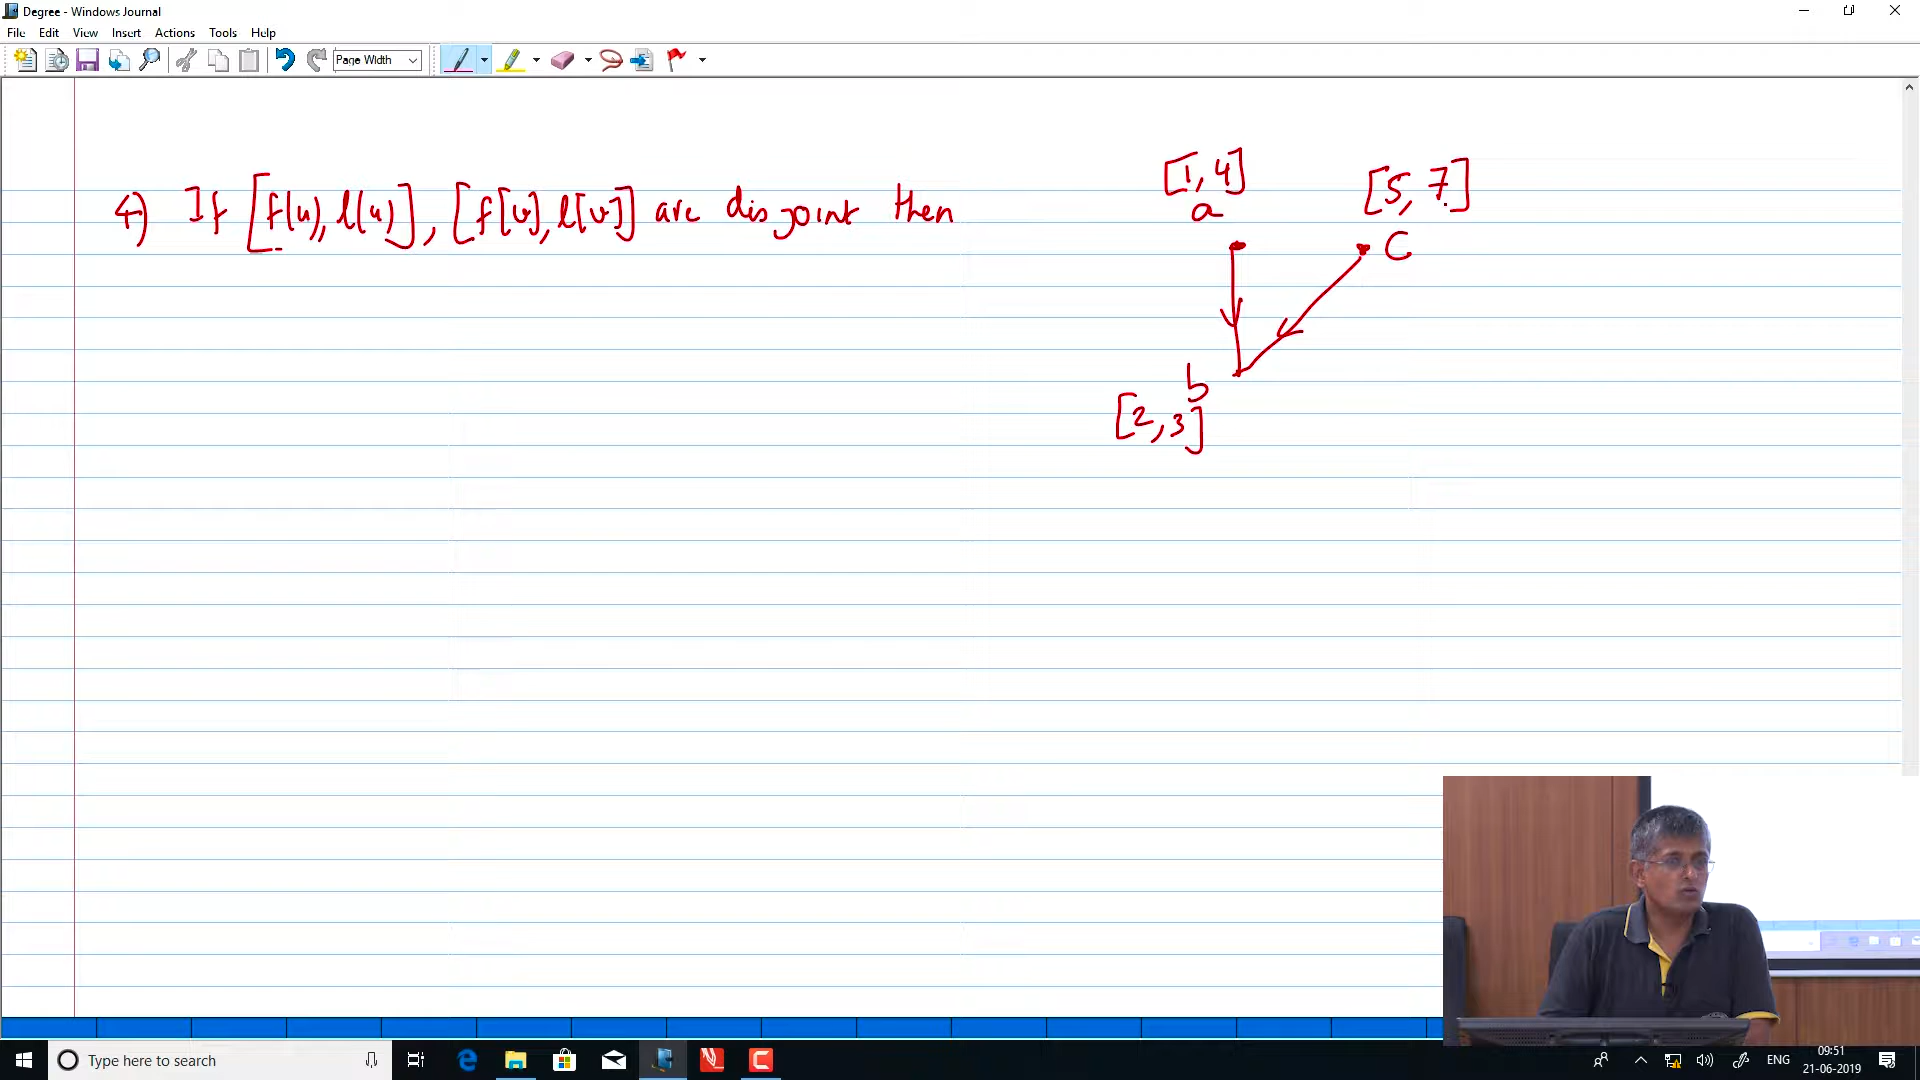 Degree - Windows Journal
File Edit View Insert Actions Tools Help
Page Width
4) If [f(u), l(u)], [f[v], l[v]] are disjoint then
[1, 4] [5, 7]
a
c
b
[2, 3]
Type here to search
ENG 09:51
21-06-2019